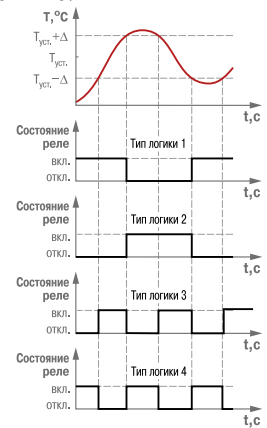 T,°C
Tуст.+Δ
Tуст.
Tуст.−Δ
t,c
Состояние
реле
Тип логики 1
вкл.
откл.
t,c
Состояние
реле
Тип логики 2
вкл.
откл.
t,c
Состояние
реле
Тип логики 3
вкл.
откл.
t,c
Состояние
реле
Тип логики 4
вкл.
откл.
t,c